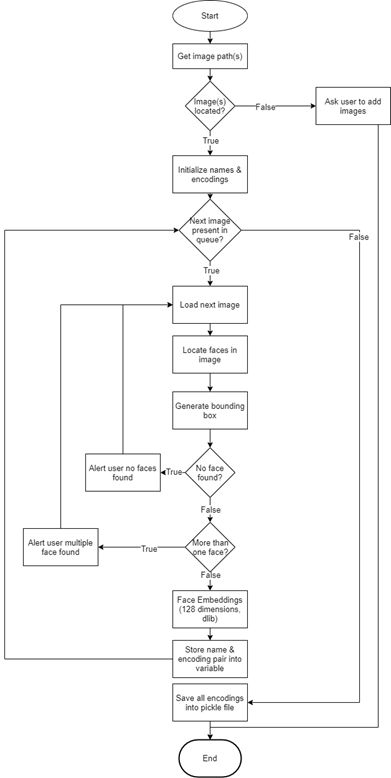 Start
Get image path(s)
Image(s)
located?
False
Ask user to add
images
True
Initialize names &
encodings
Next image
present in
queue?
False
True
Load next image
Locate faces in
image
Generate bounding
box
Alert user no faces
found
True
No face
found?
False
Alert user multiple
face found
True
More than
one face?
False
Face Embeddings
(128 dimensions,
dlib)
Store name &
encoding pair into
variable
Save all encodings
into pickle file
End